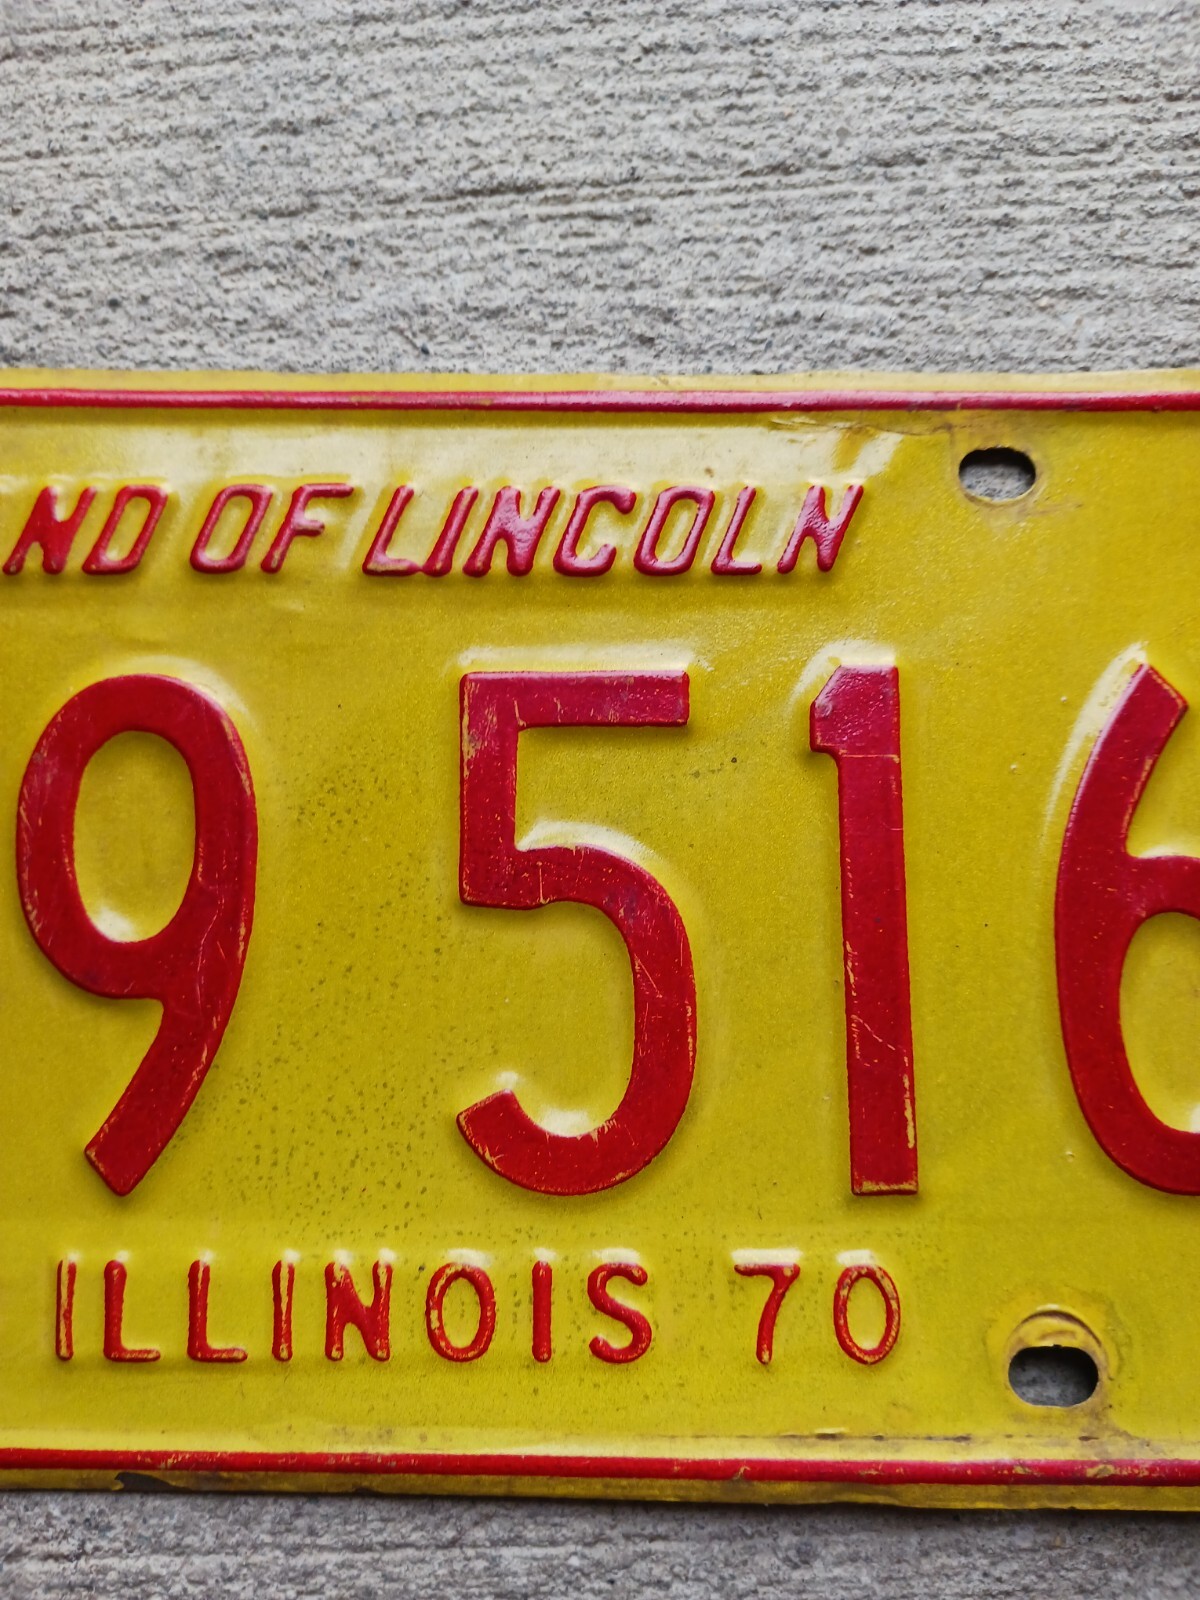 ND OF LINCOLN
9 516
ILLINOIS 70